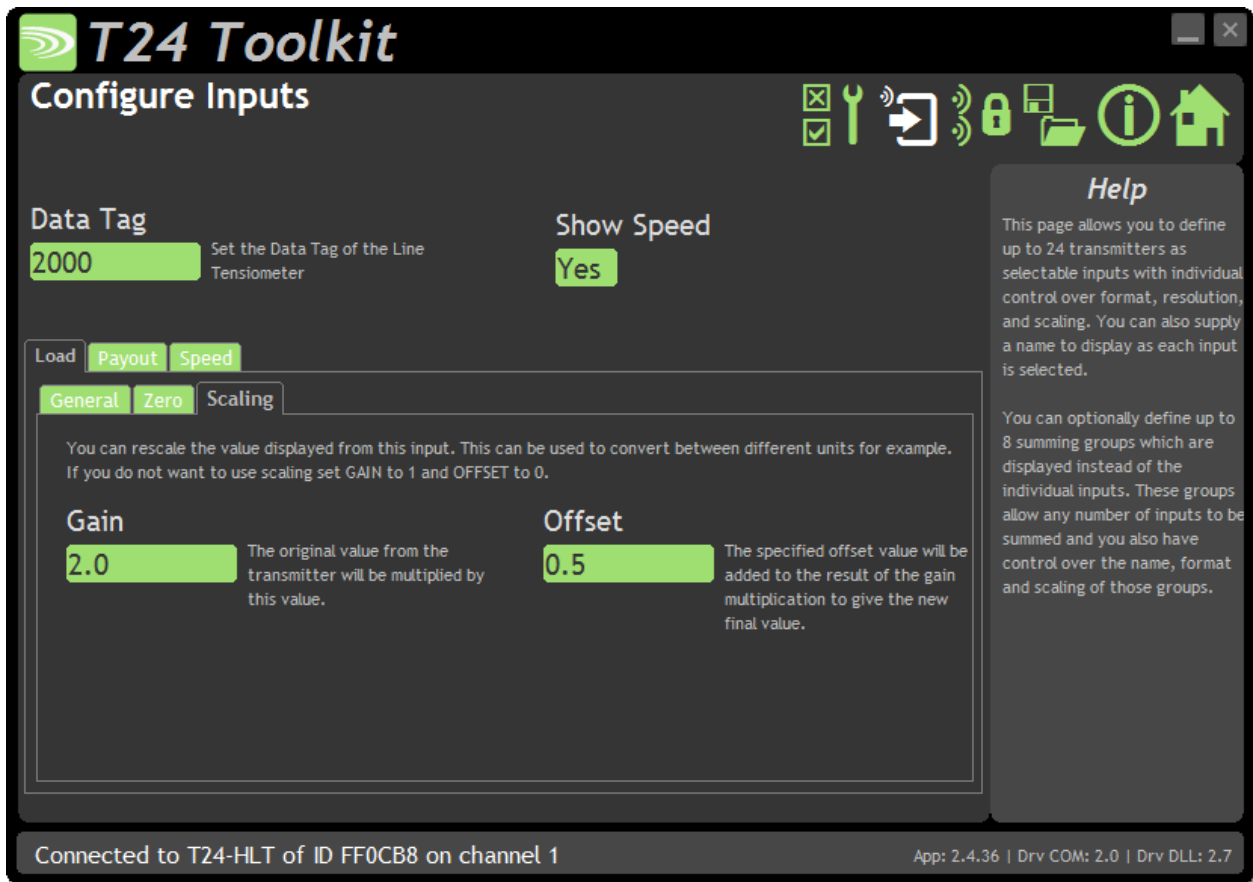 T24 Toolkit
Configure Inputs
Data Tag
2000
Set the Data Tag of the Line
Tensiometer
Show Speed
Yes
Load Payout Speed
General Zero Scaling
You can rescale the value displayed from this input. This can be used to convert between different units for example.
If you do not want to use scaling set GAIN to 1 and OFFSET to 0.
Gain
2.0
The original value from the
transmitter will be multiplied by
this value.
Offset
0.5
The specified offset value will be
added to the result of the gain
multiplication to give the new
final value.
Help
This page allows you to define
up to 24 transmitters as
selectable inputs with individual
control over format, resolution,
and scaling. You can also supply
a name to display as each input
is selected.
You can optionally define up to
8 summing groups which are
displayed instead of the
individual inputs. These groups
allow any number of inputs to be
summed and you also have
control over the name, format
and scaling of those groups.
Connected to T24-HLT of ID FF0CB8 on channel 1
App: 2.4.36 | Drv COM: 2.0 | Drv DLL: 2.7